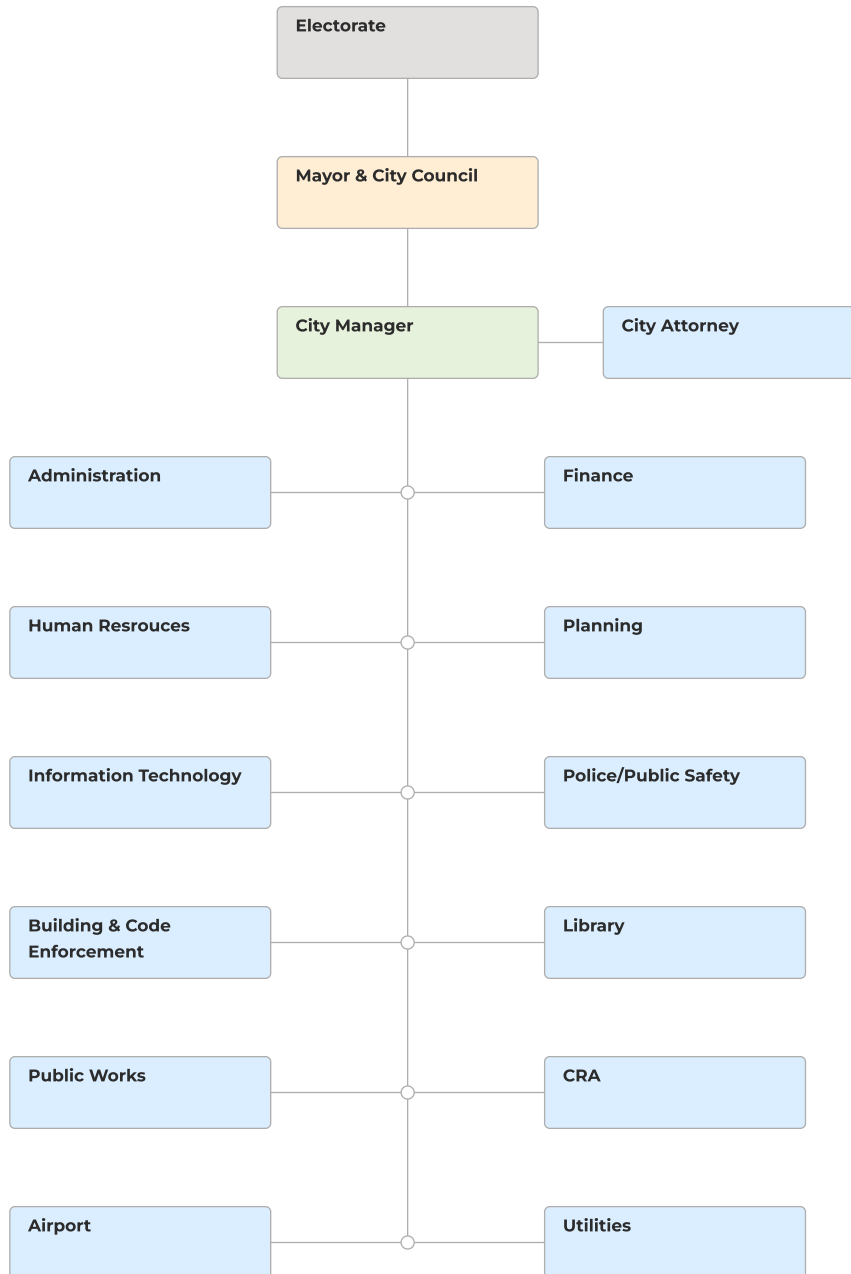 Electorate
Mayor & City Council
City Manager
City Attorney
Administration
Finance
Human Resrouces
Planning
Information Technology
Police/Public Safety
Building & Code
Enforcement
Library
Public Works
CRA
Airport
Utilities